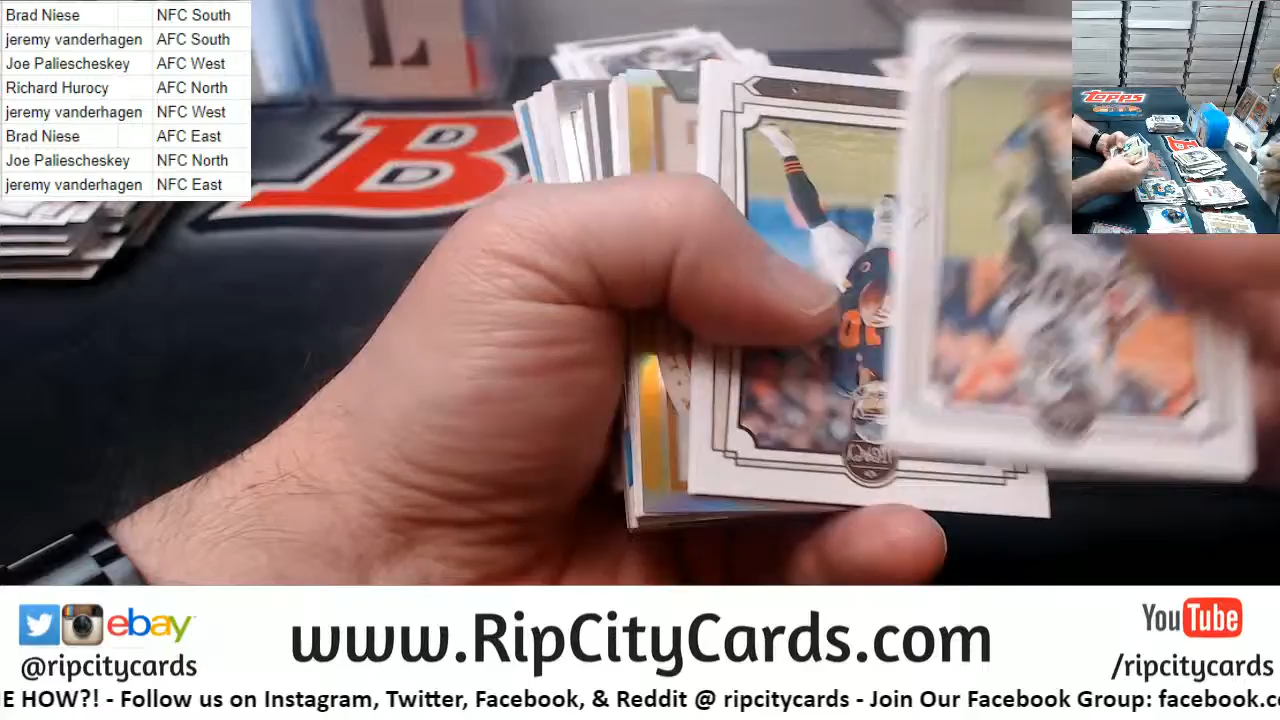 Brad Niese NFC South
jeremy vanderhagen AFC South
Joe Paliescheskey AFC West
Richard Hurocy AFC North
jeremy vanderhagen NFC West
Brad Niese AFC East
Joe Paliescheskey NFC North
jeremy vanderhagen NFC East
L
B
Topps
ebay
@ripcitycards
www.RipCityCards.com
YouTube
/ripcitycards
E HOW?! - Follow us on Instagram, Twitter, Facebook, & Reddit @ ripcitycards - Join Our Facebook Group: facebook.c